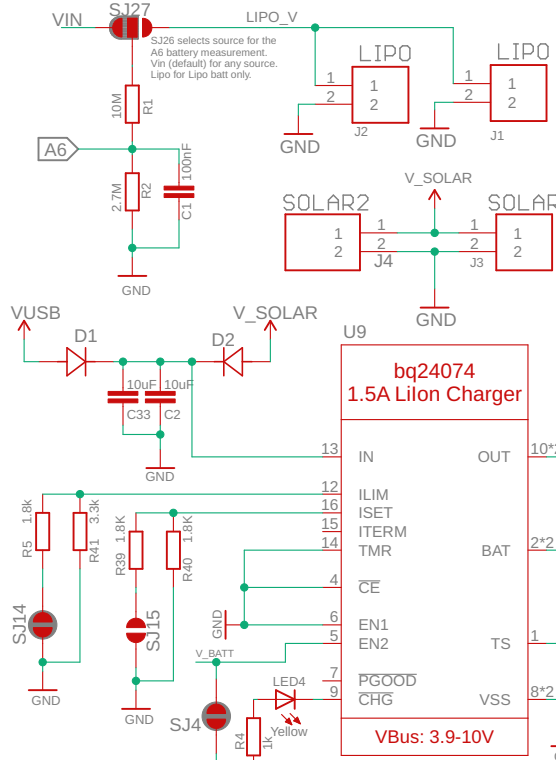 SJ27
VIN
LIPO_V
SJ26 selects source for the
A6 battery measurement.
Vin (default) for any source.
Lipo for Lipo batt only.
LIPO
1
2
J2
GND
LIPO
1
2
1
2
J1
GND
1
2
10M
R1
A6
2.7M
R2
100nF
C1
GND
V_SOLAR
SOLAR2
1
2
1
2
J4
SOLAR
1
2
J3
1
2
GND
VUSB
D1
D2
V_SOLAR
10uF
C33
10uF
C2
GND
U9
bq24074
1.5A LiIon Charger
13
IN
OUT
10*
12
ILIM
16
ISET
15
ITERM
14
TMR
BAT
2*2
4
CE
6
EN1
5
EN2
TS
1
7
PGOOD
9
CHG
VSS
8*2
VBus: 3.9-10V
1.8k
R5
3.3k
R41
1.8K
R39
1.8K
R40
SJ14
SJ15
GND
GND
GND
V_BATT
SJ4
LED4
Yellow
R4
1k